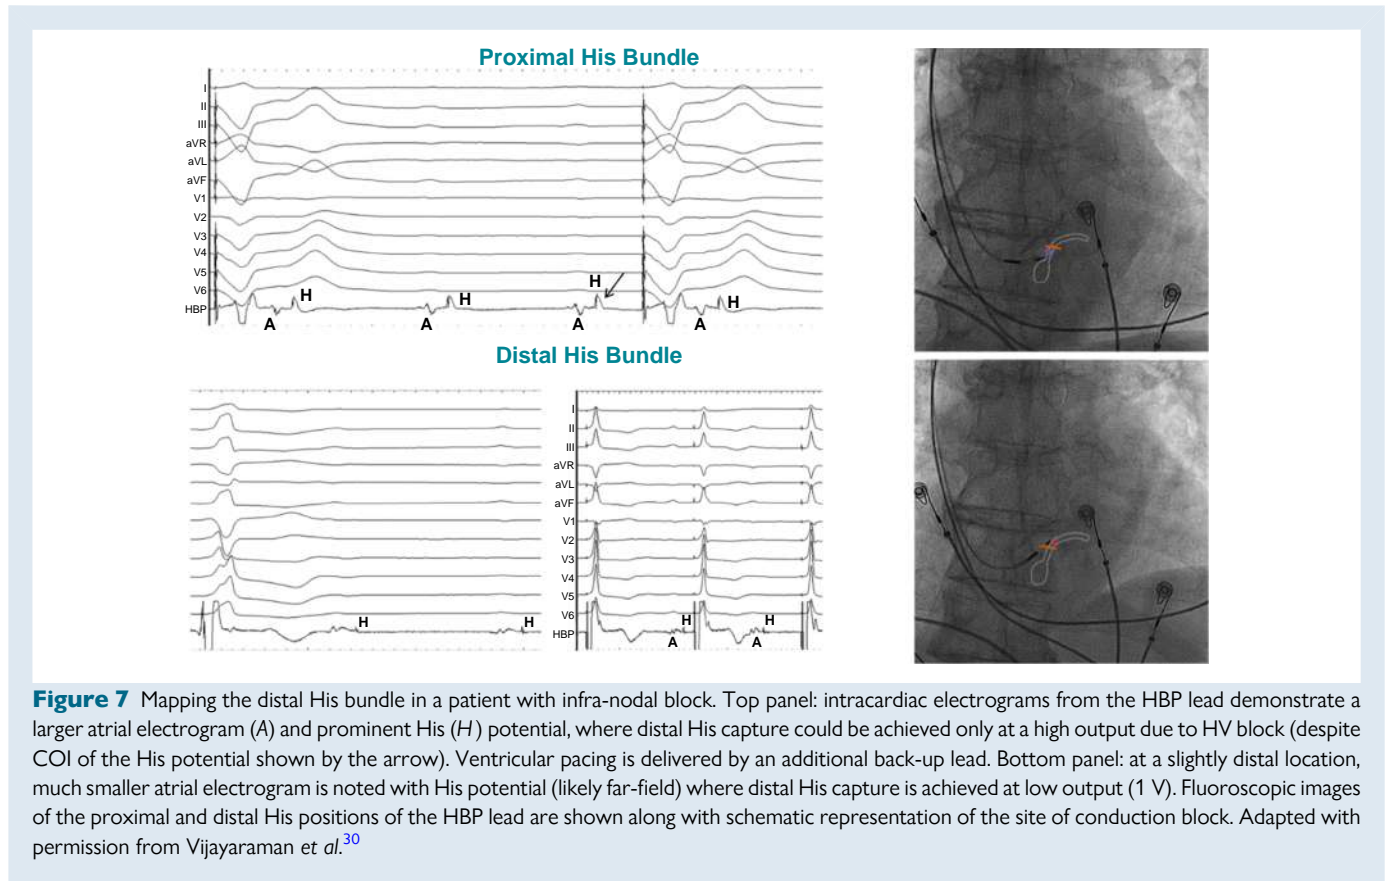 Proximal His Bundle
I
II
III
aVR
aVL
aVF
V1
V2
V3
V4
V5
V6
HBP
H
H
H
H
A
A
A
A
Distal His Bundle
I
II
III
aVR
aVL
aVF
V1
V2
V3
V4
V5
V6
HBP
H
H
H
H
A
A
Figure 7 Mapping the distal His bundle in a patient with infra-nodal block. Top panel: intracardiac electrograms from the HBP lead demonstrate a
larger atrial electrogram (A) and prominent His (H) potential, where distal His capture could be achieved only at a high output due to HV block (despite
COI of the His potential shown by the arrow). Ventricular pacing is delivered by an additional back-up lead. Bottom panel: at a slightly distal location,
much smaller atrial electrogram is noted with His potential (likely far-field) where distal His capture is achieved at low output (1 V). Fluoroscopic images
of the proximal and distal His positions of the HBP lead are shown along with schematic representation of the site of conduction block. Adapted with
permission from Vijayaraman et al.30